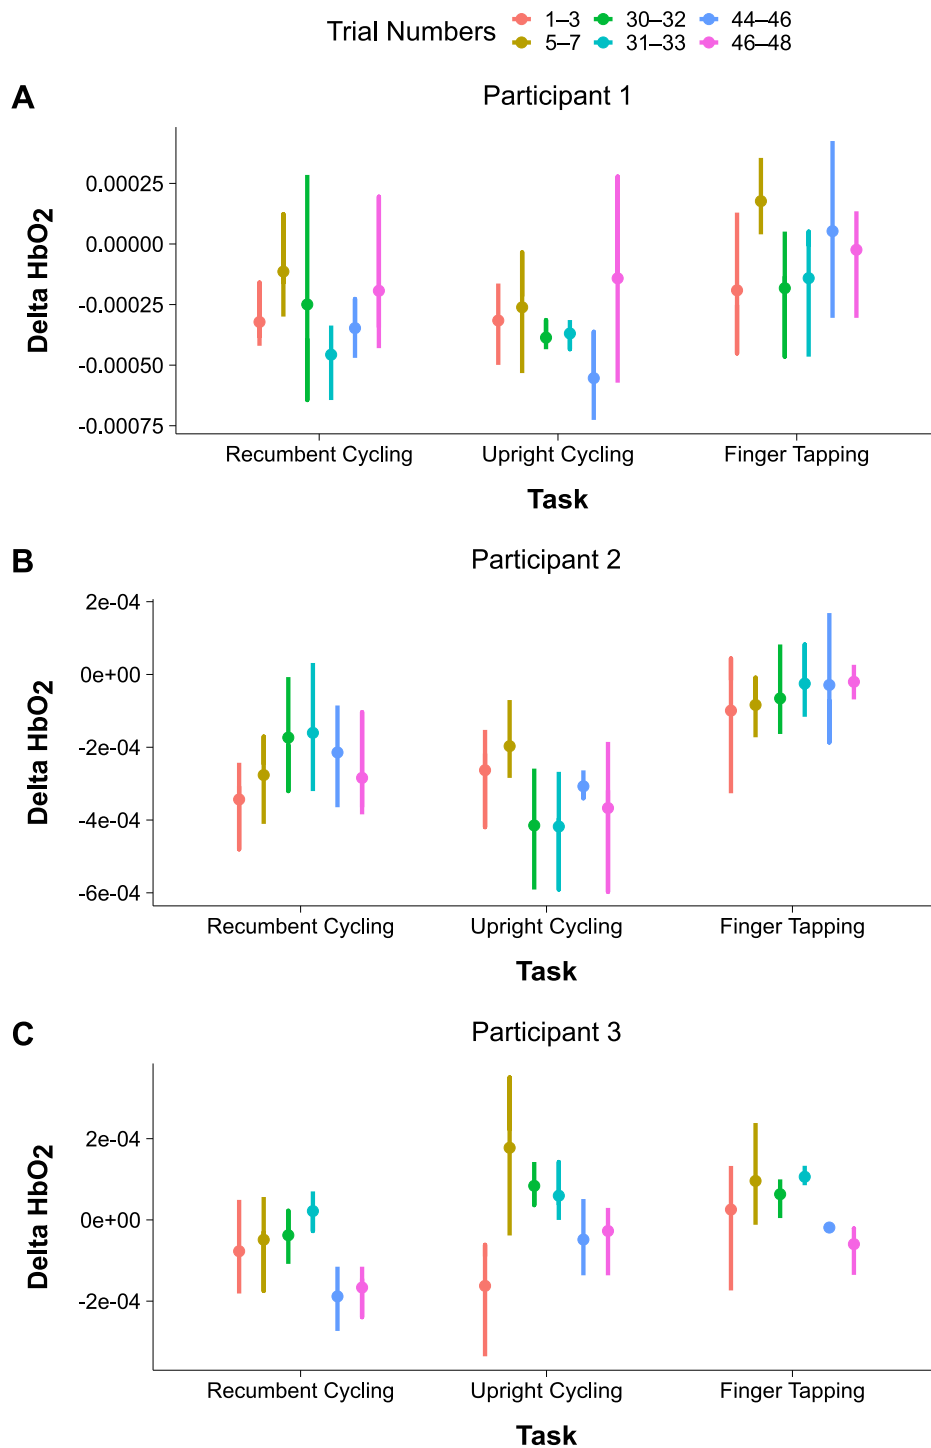 Trial Numbers
1–3 30–32 44–46
5–7 31–33 46–48
A
Participant 1
Delta HbO2
0.00025
0.00000
-0.00025
-0.00050
-0.00075
Recumbent Cycling Upright Cycling Finger Tapping
Task
B
Participant 2
Delta HbO2
2e-04
0e+00
-2e-04
-4e-04
-6e-04
Recumbent Cycling Upright Cycling Finger Tapping
Task
C
Participant 3
Delta HbO2
2e-04
0e+00
-2e-04
Recumbent Cycling Upright Cycling Finger Tapping
Task